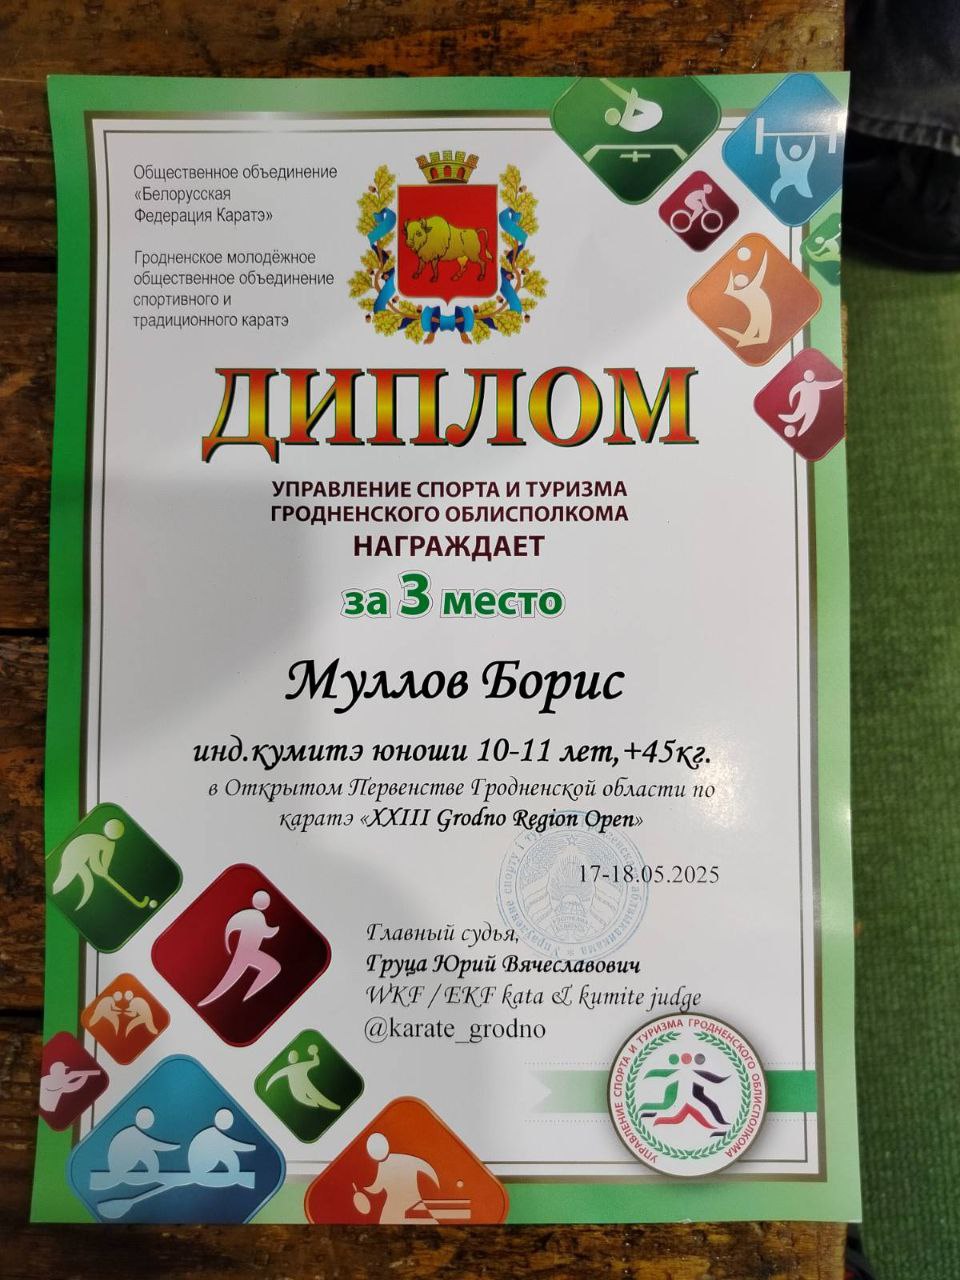 Общественное объединение
«Белорусская
Федерация Каратэ»
Гродненское молодёжное
общественное объединение
спортивного и
традиционного каратэ
ДИПЛОМ
УПРАВЛЕНИЕ СПОРТА И ТУРИЗМА
ГРОДНЕНСКОГО ОБЛИСПОЛКОМА
НАГРАЖДАЕТ
за 3 место
Муллов Борис
инд.кумитэ юноши 10-11 лет,+45кг.
в Открытом Первенстве Гродненской области по
каратэ «XXIII Grodno Region Open»
17-18.05.2025
Главный судья,
Груца Юрий Вячеславович
WKF / EKF kata & kumite judge
@karate_grodno
УПРАВЛЕНИЕ СПОРТА И ТУРИЗМА ГРОДНЕНСКОГО ОБЛИСПОЛКОМА